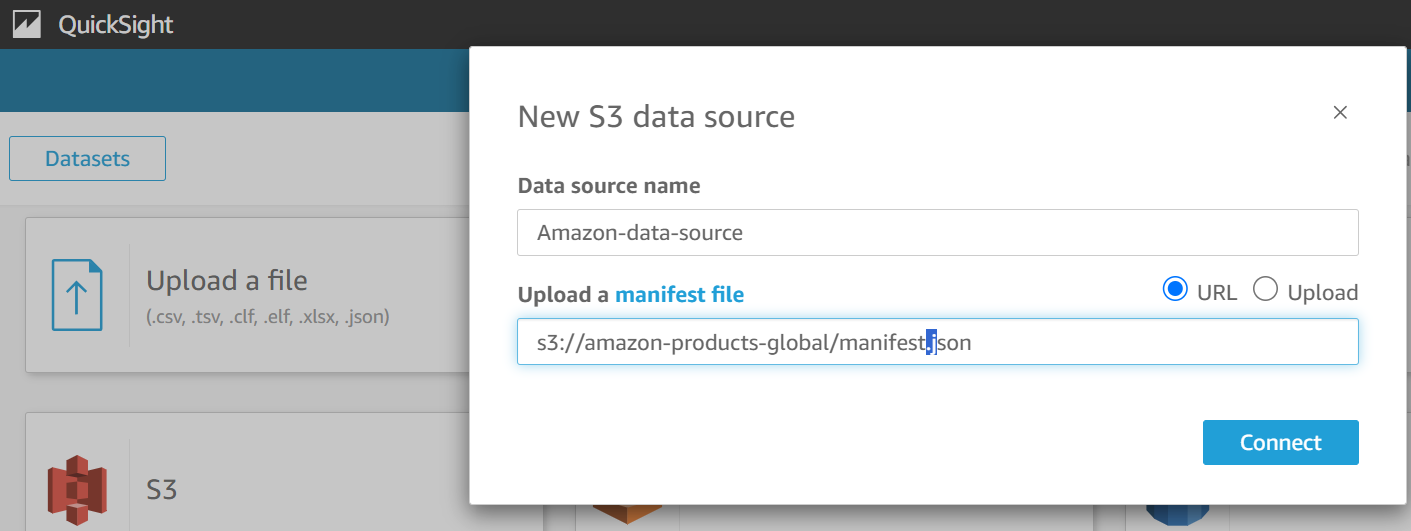 QuickSight
Datasets
Upload a file
(.csv, .tsv, .clf, .elf, .xlsx, .json)
S3
New S3 data source
Data source name
Amazon-data-source
Upload a manifest file
URL
Upload
s3://amazon-products-global/manifest.json
Connect